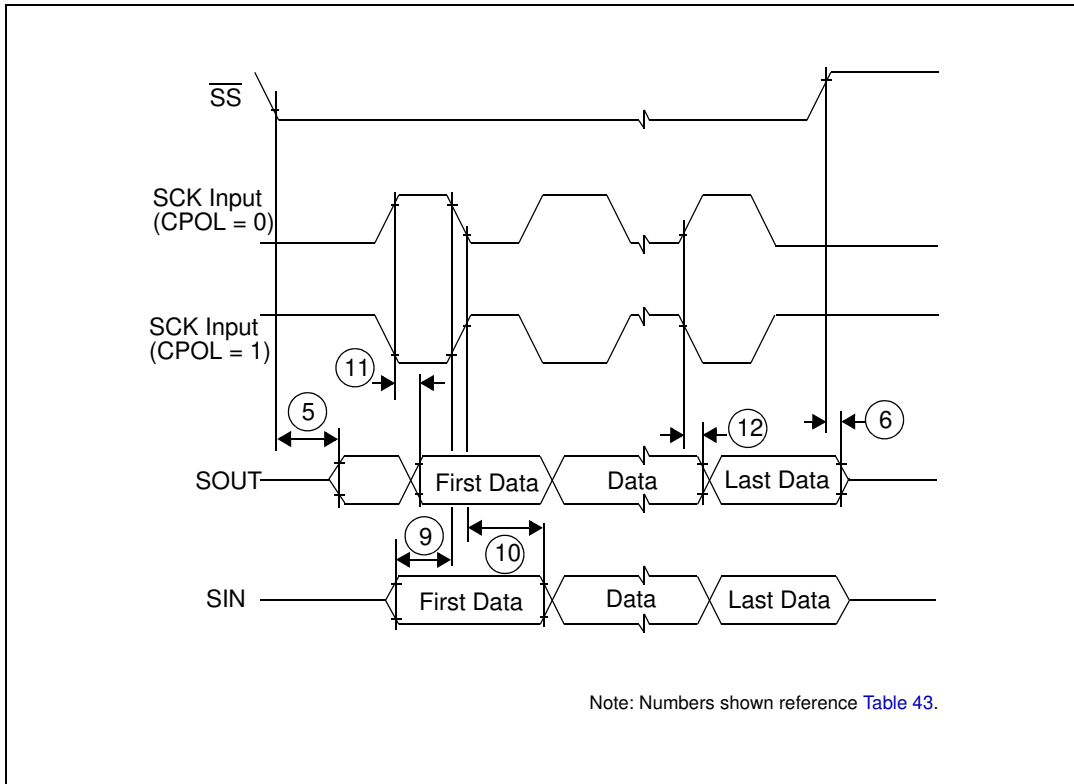 SS
SCK Input
(CPOL = 0)
SCK Input
(CPOL = 1)
11
5
12
6
SOUT
First Data
Data
Last Data
9
10
SIN
First Data
Data
Last Data
Note: Numbers shown reference Table 43.